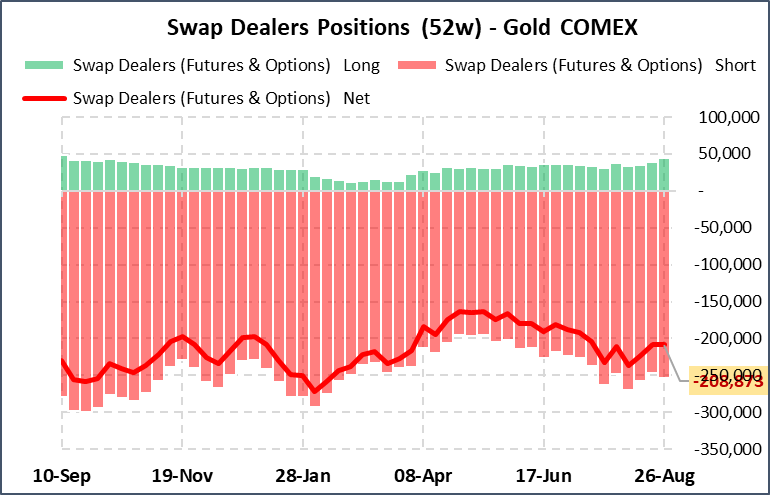 Swap Dealers Positions (52w) - Gold COMEX
Swap Dealers (Futures & Options) Long
Swap Dealers (Futures & Options) Short
Swap Dealers (Futures & Options) Net
100,000
50,000
-
-50,000
-100,000
-150,000
-200,000
-250,000
-208,873
-300,000
-350,000
10-Sep 19-Nov 28-Jan 08-Apr 17-Jun 26-Aug